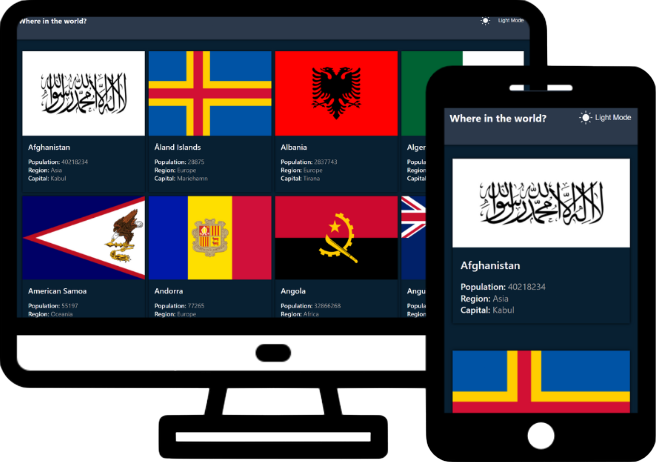 Where in the world?
Light Mode
لا إله إلا الله محمد رسول الله
Afghanistan
Population: 40218234
Region: Asia
Capital: Kabul
Åland Islands
Population: 28875
Region: Europe
Capital: Mariehamn
Albania
Population: 2837743
Region: Europe
Capital: Tirana
Alger
American Samoa
Population: 55197
Region: Oceania
Andorra
Population: 77265
Region: Europe
Angola
Population: 32866268
Region: Africa
Angu
Where in the world?
Light Mode
لا إله إلا الله محمد رسول الله
Afghanistan
Population: 40218234
Region: Asia
Capital: Kabul